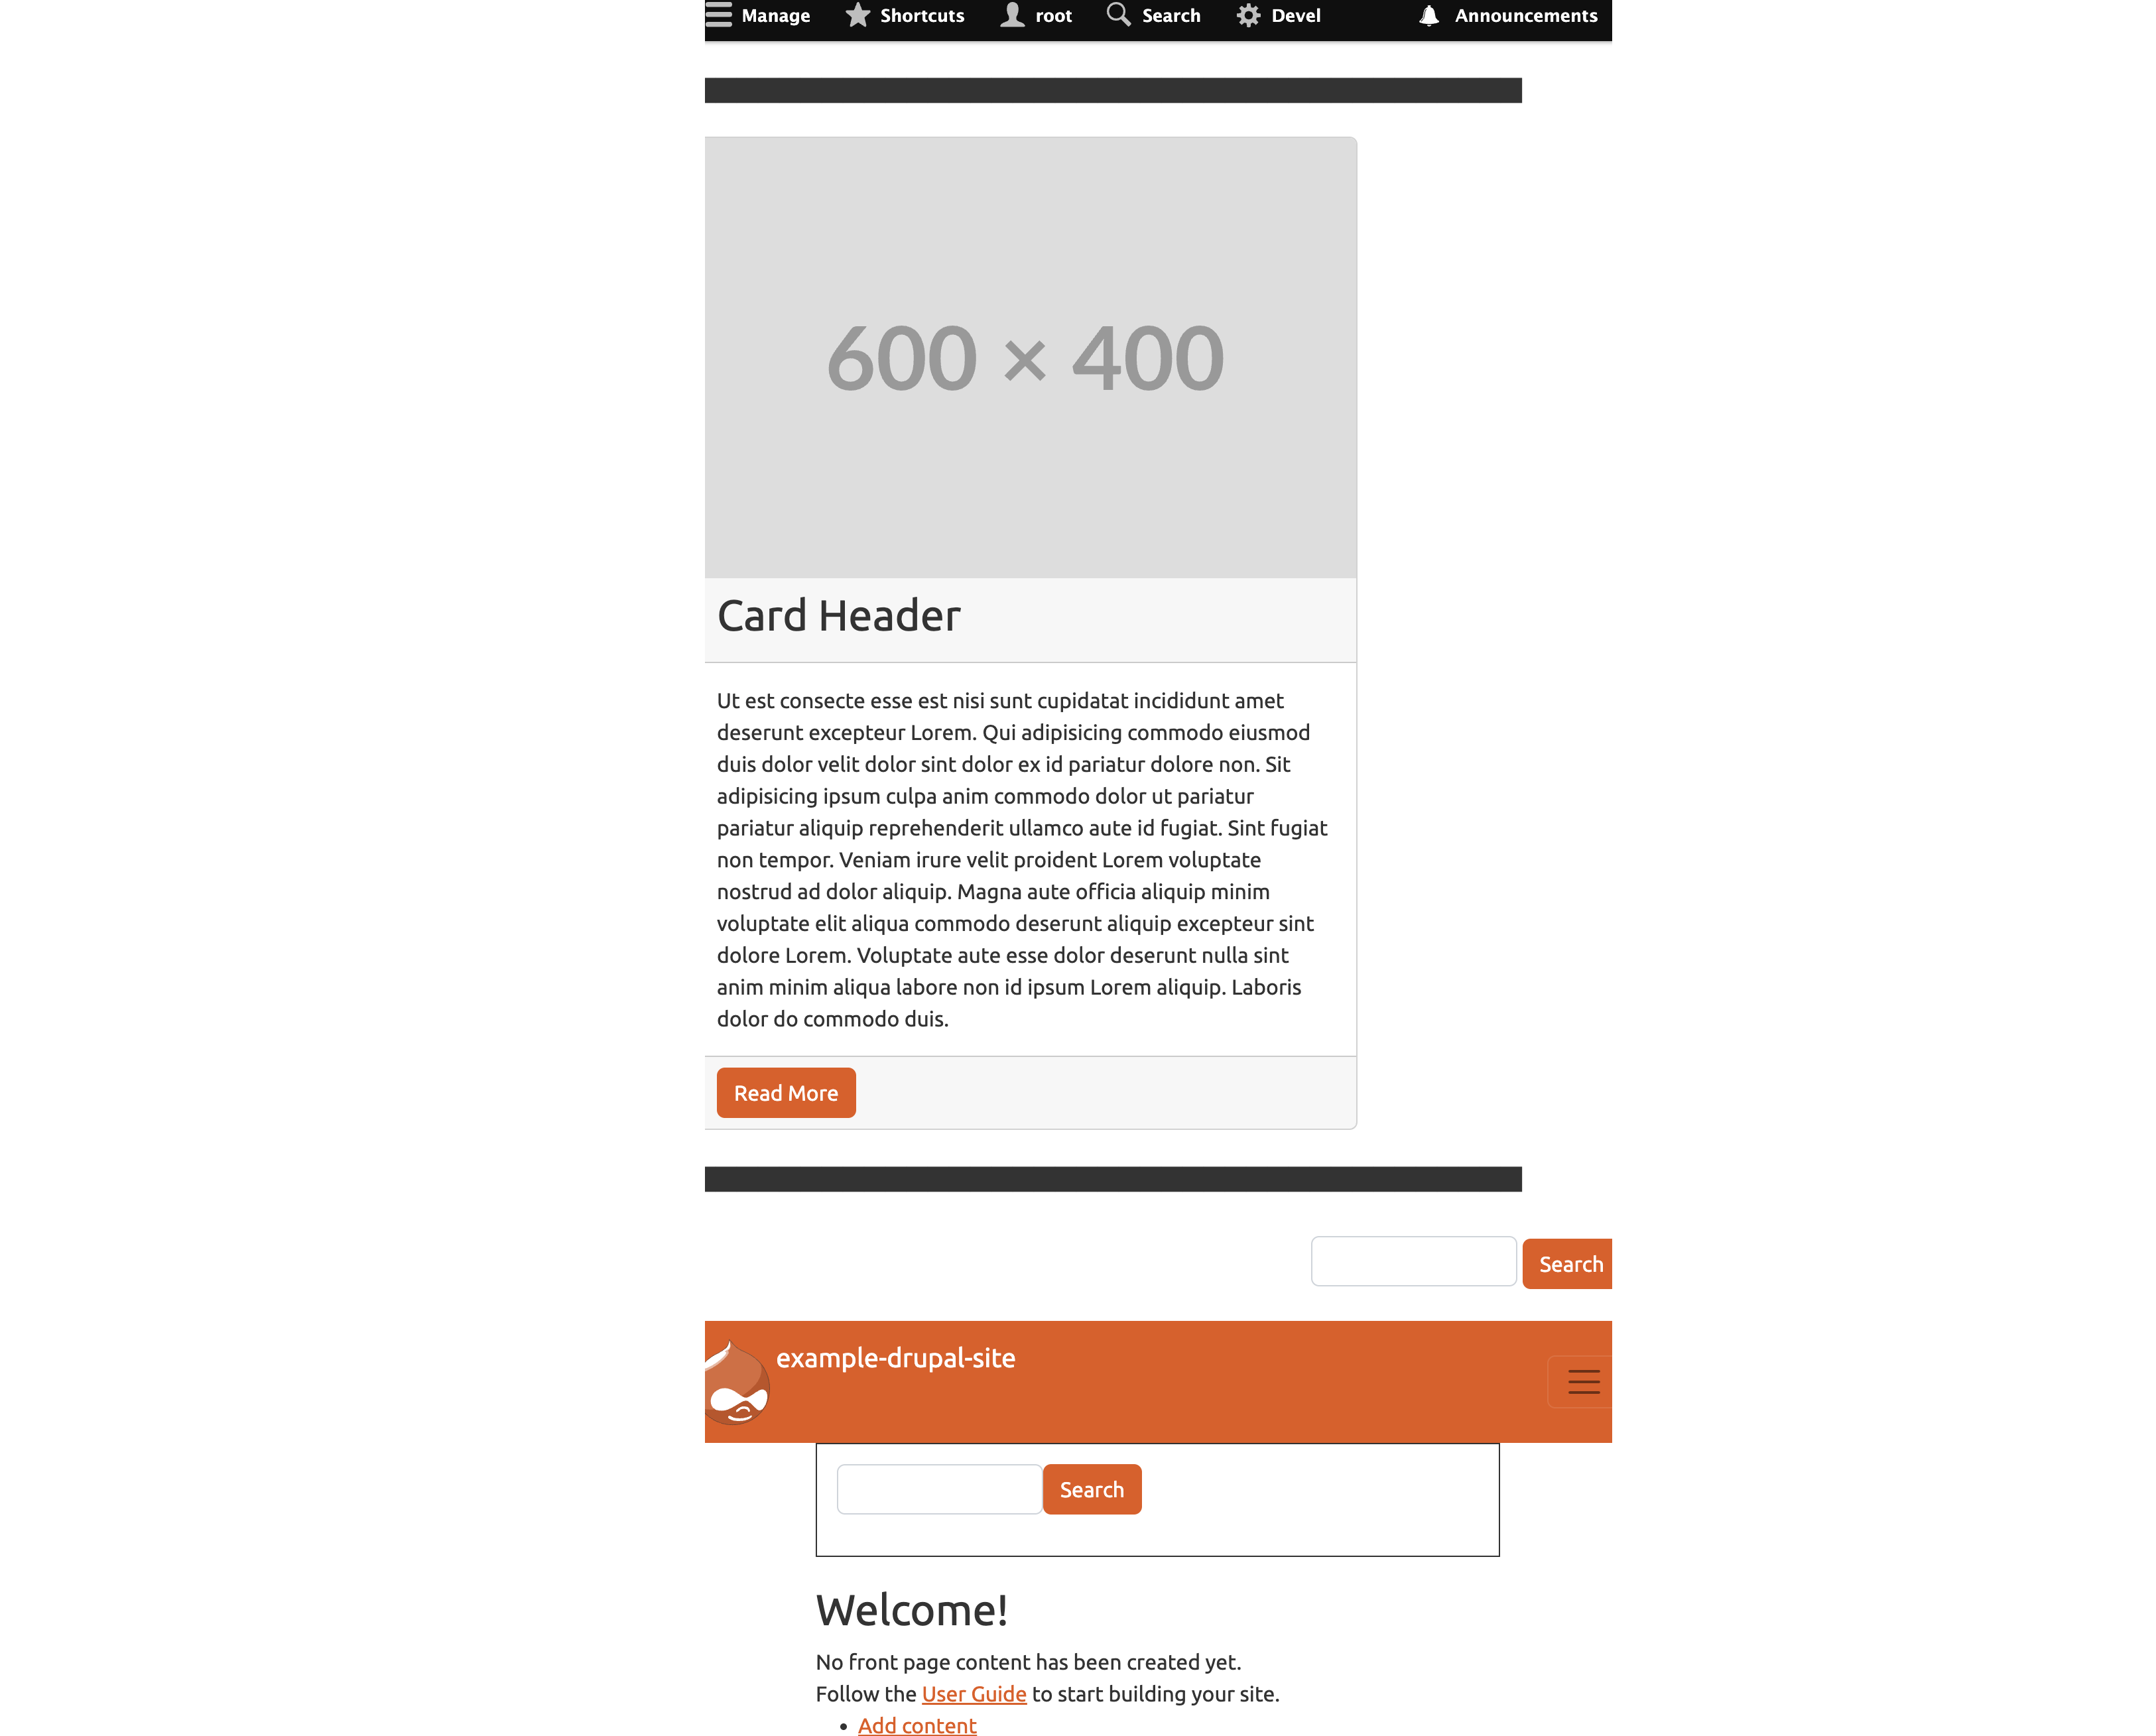 Manage Shortcuts root Search Devel Announcements
600 × 400
Card Header
Ut est consecte esse est nisi sunt cupidatat incididunt amet
deserunt excepteur Lorem. Qui adipisicing commodo eiusmod
duis dolor velit dolor sint dolor ex id pariatur dolore non. Sit
adipisicing ipsum culpa anim commodo dolor ut pariatur
pariatur aliquip reprehenderit ullamco aute id fugiat. Sint fugiat
non tempor. Veniam irure velit proident Lorem voluptate
nostrud ad dolor aliquip. Magna aute officia aliquip minim
voluptate elit aliqua commodo deserunt aliquip excepteur sint
dolore Lorem. Voluptate aute esse dolor deserunt nulla sint
anim minim aliqua labore non id ipsum Lorem aliquip. Laboris
dolor do commodo duis.
Read More
Search
example-drupal-site
Search
Welcome!
No front page content has been created yet.
Follow the User Guide to start building your site.
• Add content